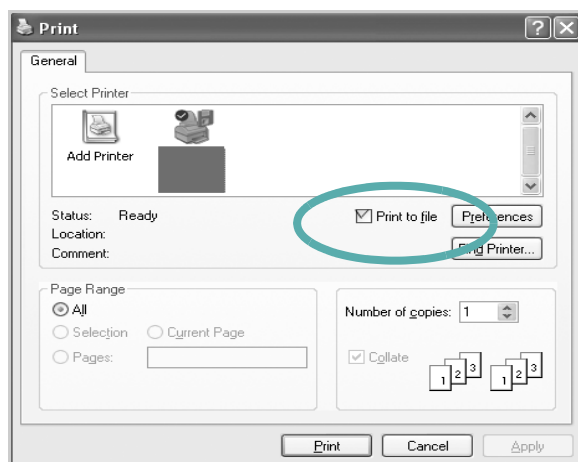 Print
General
Select Printer
Add Printer
Status: Ready
Location:
Comment:
Print to file
Preferences
Find Printer...
Page Range
All
Selection
Current Page
Pages:
Number of copies: 1
Collate
1 2 3 1 2 3
Print
Cancel
Apply